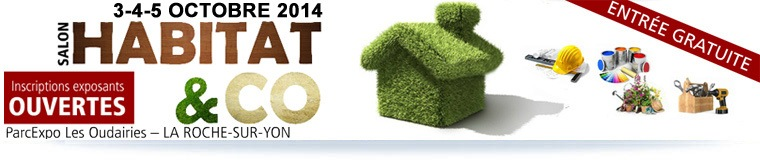 3-4-5 OCTOBRE 2014
SALON
HABITAT
&CO
Inscriptions exposants
OUVERTES
ParcExpo Les Oudairies – LA ROCHE-SUR-YON
ENTRÉE GRATUITE